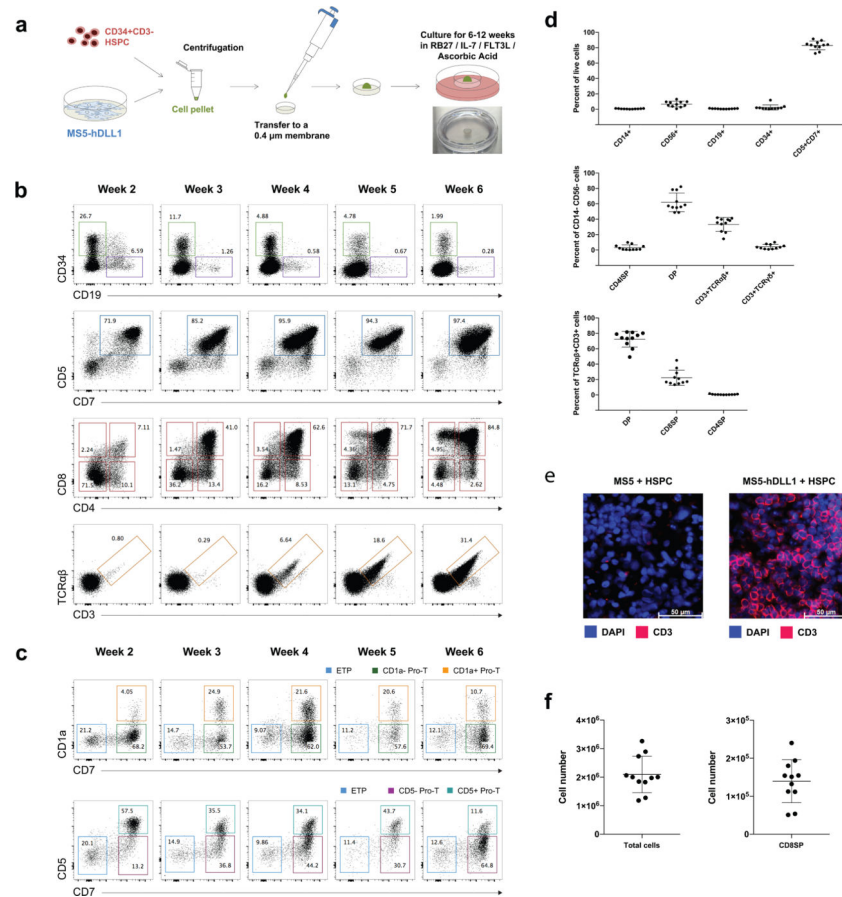 a
CD34+CD3-
HSPC
MS5-hDLL1
Centrifugation
Cell pellet
Transfer to a
0.4 µm membrane
Culture for 6-12 weeks
in RB27 / IL-7 / FLT3L /
Ascorbic Acid
b
Week 2 Week 3 Week 4 Week 5 Week 6
CD34
26.7 6.59
11.7 1.26
4.88 0.58
4.78 0.67
1.99 0.28
CD19
CD5
71.9 85.2 95.9 94.3 97.4
CD7
CD8
2.24 7.11 71.5 10.1
1.47 41.0 36.2 13.4
3.54 62.6 16.2 8.53
4.36 71.7 13.1 4.75
4.95 84.8 4.48 2.62
CD4
TCRαβ
0.80 0.29 6.64 18.6 31.4
CD3
c
Week 2 Week 3 Week 4 Week 5 Week 6
ETP CD1a- Pro-T CD1a+ Pro-T
CD1a
4.05 21.2 68.2
24.9 14.7 53.7
21.6 9.07 62.0
20.6 11.2 57.6
10.7 12.1 69.4
CD7
ETP CD5- Pro-T CD5+ Pro-T
CD5
57.5 20.1 13.2
35.5 14.9 36.8
34.1 9.86 44.2
43.7 11.4 30.7
11.6 12.6 64.8
CD7
d
Percent of live cells
100
80
60
40
20
0
CD14+ CD56+ CD19+ CD34+ CD5+CD7+
Percent of CD14- CD56- cells
100
80
60
40
20
0
CD4ISP DP CD3+TCRαβ+ CD3+TCRγδ+
Percent of TCRαβ+CD3+ cells
100
80
60
40
20
0
DP CD8SP CD4SP
e
MS5 + HSPC MS5-hDLL1 + HSPC
50 µm 50 µm
DAPI CD3 DAPI CD3
f
Cell number
4×10⁶
3×10⁶
2×10⁶
1×10⁶
0
Total cells
Cell number
3×10⁵
2×10⁵
1×10⁵
0
CD8SP